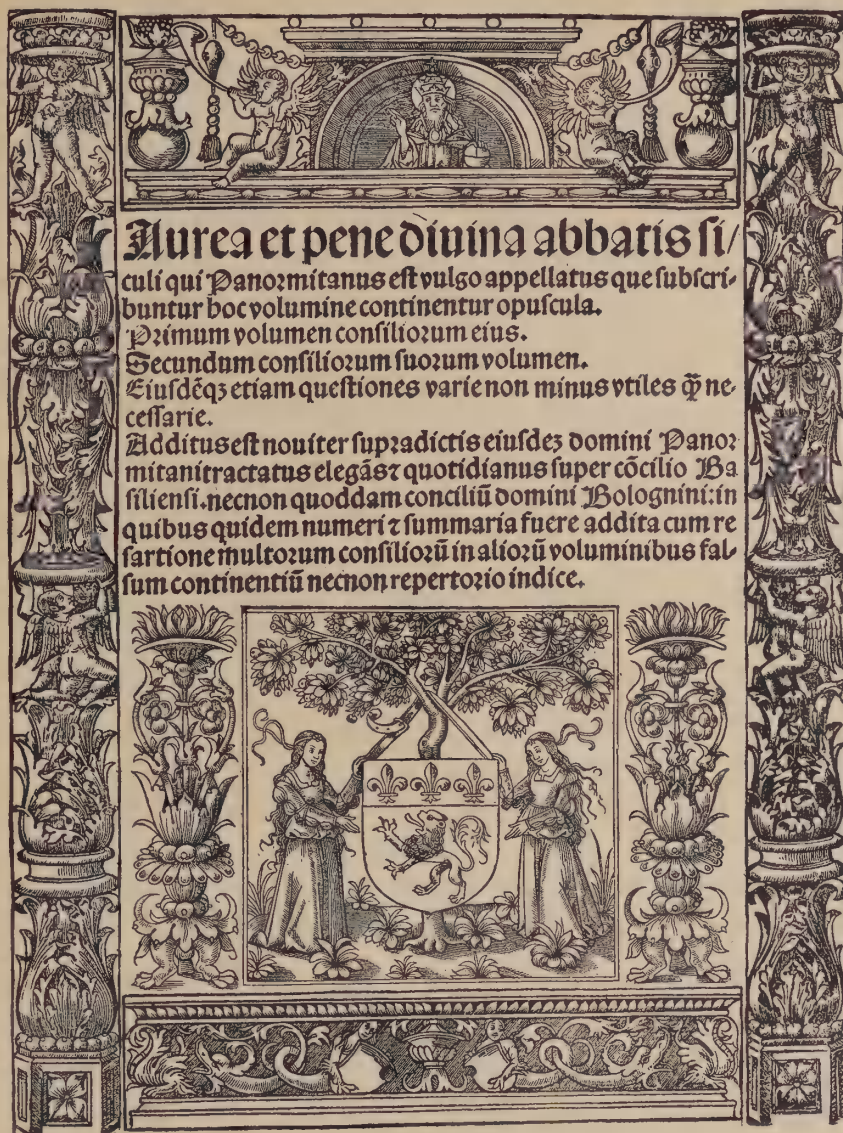 Aurea et pene diuina abbatis si/
culi qui Panormitanus est vulgo appellatus que subscri-
buntur hoc volumine continentur opuscula.
Primum volumen consiliorum eius.
Secundum consiliorum suorum volumen.
Eiusdēqꝫ etiam questiones varie non minus vtiles qꝫ̄ ne-
cessarie.
Additus est nouiter supradictis eiusdeꝫ domini Panor
mitani tractatus elegās ⁊ quotidianus super cōcilio Ba
siliensi.necnon quoddam conciliū domini Bolognini:in
quibus quidem numeri ⁊ summaria fuere addita cum re
sartione multorum consiliorū in aliorū voluminibus fal-
sum continentiū necnon repertorio indice.